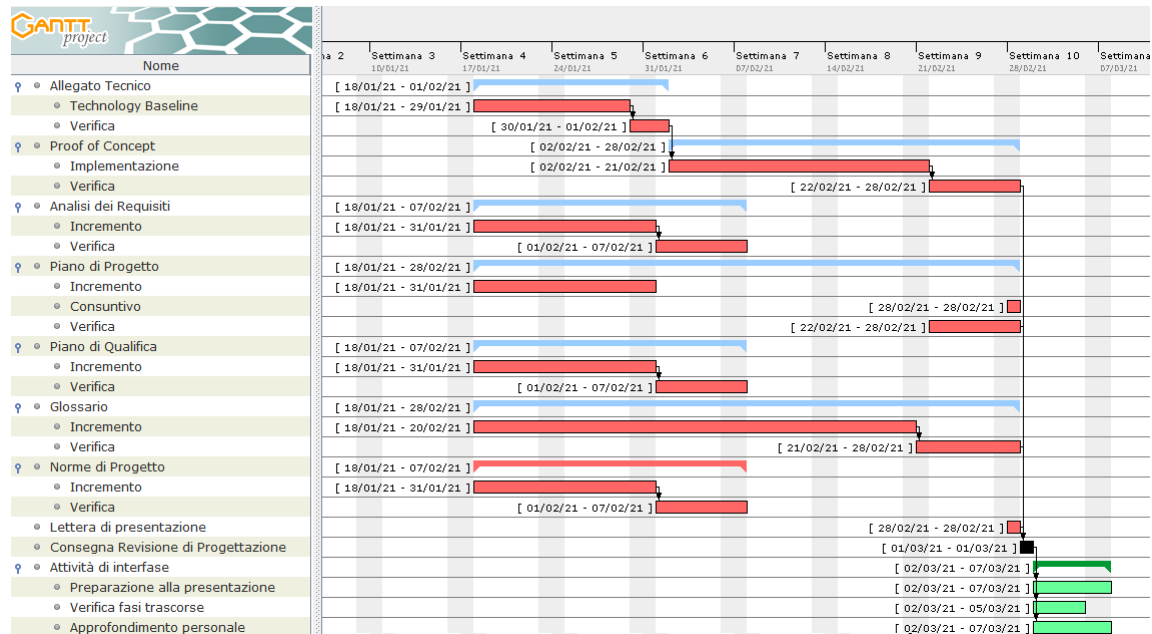 GANTT
project
Nome
na 2 Settimana 3 Settimana 4 Settimana 5 Settimana 6 Settimana 7 Settimana 8 Settimana 9 Settimana 10 Settimana
10/01/21 17/01/21 24/01/21 31/01/21 07/02/21 14/02/21 21/02/21 28/02/21 07/03/21
Allegato Tecnico [ 18/01/21 - 01/02/21 ]
Technology Baseline [ 18/01/21 - 29/01/21 ]
Verifica [ 30/01/21 - 01/02/21 ]
Proof of Concept [ 02/02/21 - 28/02/21 ]
Implementazione [ 02/02/21 - 21/02/21 ]
Verifica [ 22/02/21 - 28/02/21 ]
Analisi dei Requisiti [ 18/01/21 - 07/02/21 ]
Incremento [ 18/01/21 - 31/01/21 ]
Verifica [ 01/02/21 - 07/02/21 ]
Piano di Progetto [ 18/01/21 - 28/02/21 ]
Incremento [ 18/01/21 - 31/01/21 ]
Consuntivo [ 28/02/21 - 28/02/21 ]
Verifica [ 22/02/21 - 28/02/21 ]
Piano di Qualifica [ 18/01/21 - 07/02/21 ]
Incremento [ 18/01/21 - 31/01/21 ]
Verifica [ 01/02/21 - 07/02/21 ]
Glossario [ 18/01/21 - 28/02/21 ]
Incremento [ 18/01/21 - 20/02/21 ]
Verifica [ 21/02/21 - 28/02/21 ]
Norme di Progetto [ 18/01/21 - 07/02/21 ]
Incremento [ 18/01/21 - 31/01/21 ]
Verifica [ 01/02/21 - 07/02/21 ]
Lettera di presentazione [ 28/02/21 - 28/02/21 ]
Consegna Revisione di Progettazione [ 01/03/21 - 01/03/21 ]
Attività di interfase [ 02/03/21 - 07/03/21 ]
Preparazione alla presentazione [ 02/03/21 - 07/03/21 ]
Verifica fasi trascorse [ 02/03/21 - 05/03/21 ]
Approfondimento personale [ 02/03/21 - 07/03/21 ]